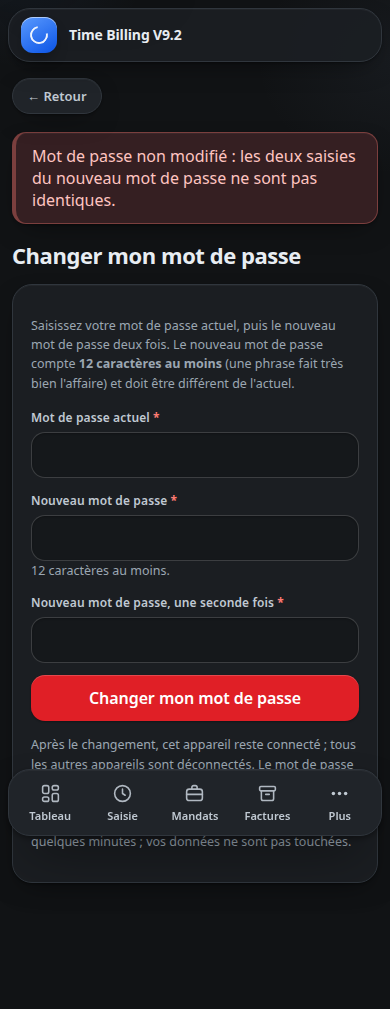 Time Billing V9.2
← Retour
Mot de passe non modifié : les deux saisies
du nouveau mot de passe ne sont pas
identiques.
Changer mon mot de passe
Saisissez votre mot de passe actuel, puis le nouveau
mot de passe deux fois. Le nouveau mot de passe
compte 12 caractères au moins (une phrase fait très
bien l'affaire) et doit être différent de l'actuel.
Mot de passe actuel *
Nouveau mot de passe *
12 caractères au moins.
Nouveau mot de passe, une seconde fois *
Changer mon mot de passe
Après le changement, cet appareil reste connecté ; tous
les autres appareils sont déconnectés. Le mot de passe
Tableau
Saisie
Mandats
Factures
Plus
quelques minutes ; vos données ne sont pas touchées.